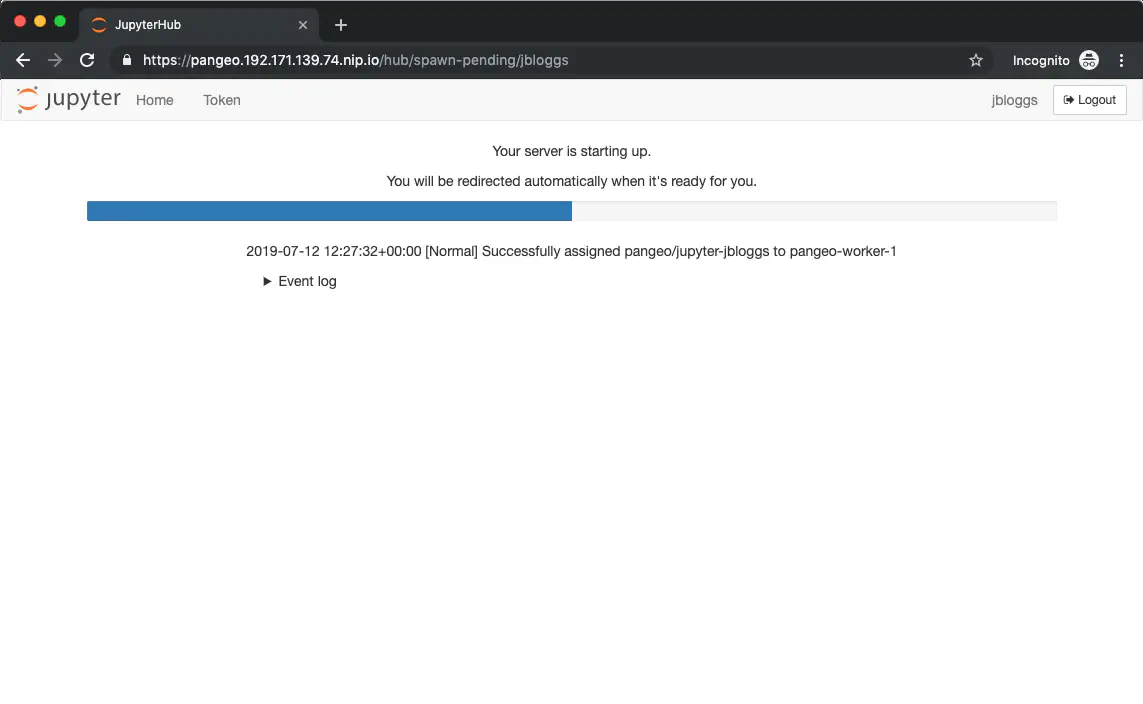 JupyterHub
https://pangeo.192.171.139.74.nip.io/hub/spawn-pending/jbloggs
Incognito
jupyter Home Token jbloggs Logout
Your server is starting up.
You will be redirected automatically when it's ready for you.
2019-07-12 12:27:32+00:00 [Normal] Successfully assigned pangeo/jupyter-jbloggs to pangeo-worker-1
Event log